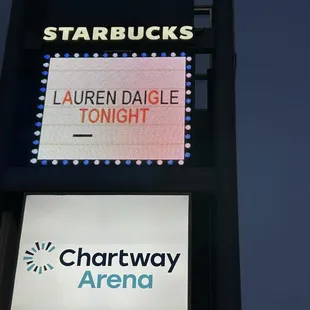 STARBUCKS
LAUREN DAIGLE
TONIGHT
Chartway
Arena